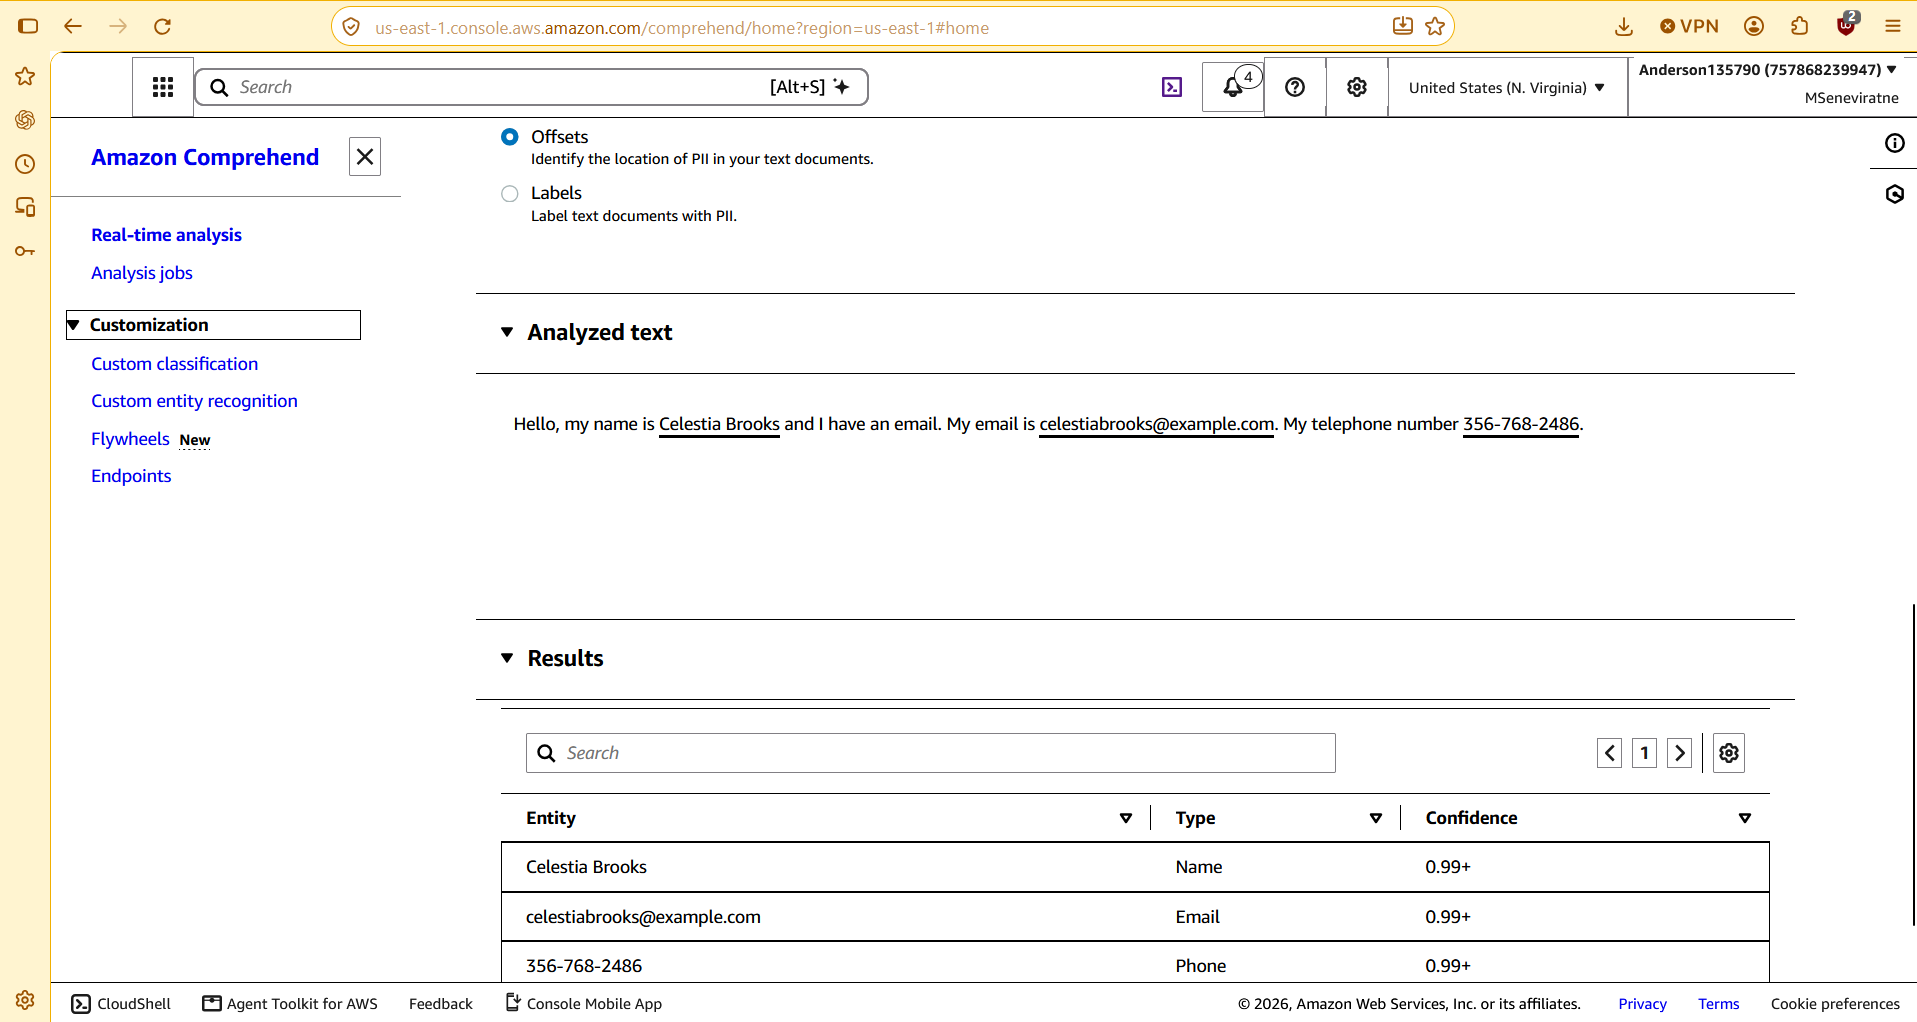 us-east-1.console.aws.amazon.com/comprehend/home?region=us-east-1#home
VPN
2
Search [Alt+S]
4
United States (N. Virginia)
Anderson135790 (757868239947)
MSeneviratne
Amazon Comprehend
Real-time analysis
Analysis jobs
Customization
Custom classification
Custom entity recognition
Flywheels New
Endpoints
Offsets
Identify the location of PII in your text documents.
Labels
Label text documents with PII.
Analyzed text
Hello, my name is Celestia Brooks and I have an email. My email is celestiabrooks@example.com. My telephone number 356-768-2486.
Results
Search
1
Entity Type Confidence
Celestia Brooks Name 0.99+
celestiabrooks@example.com Email 0.99+
356-768-2486 Phone 0.99+
CloudShell Agent Toolkit for AWS Feedback Console Mobile App © 2026, Amazon Web Services, Inc. or its affiliates. Privacy Terms Cookie preferences